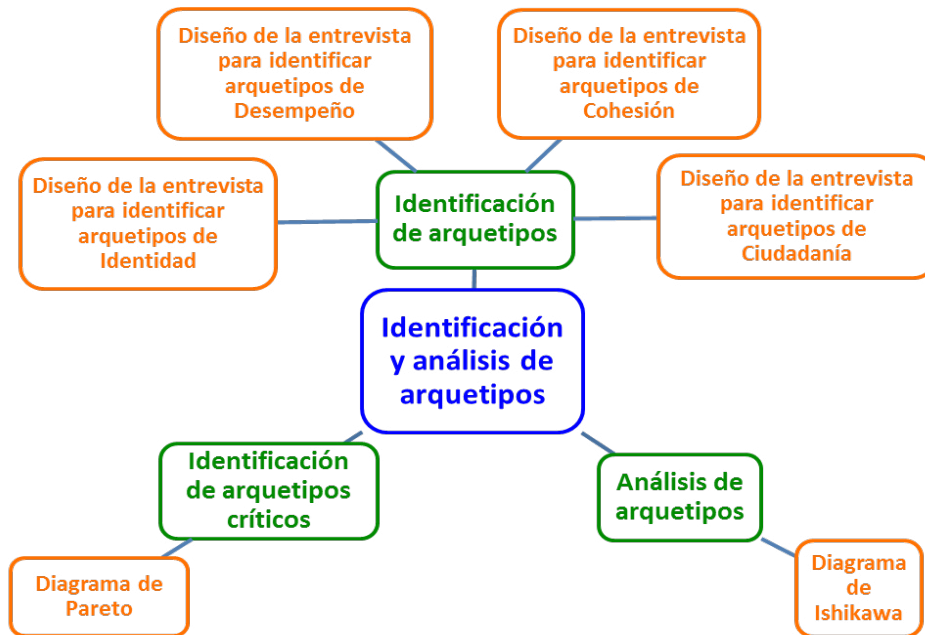 Diseño de la entrevista
para identificar
arquetipos de
Desempeño
Diseño de la entrevista
para identificar
arquetipos de
Cohesión
Diseño de la entrevista
para identificar
arquetipos de
Identidad
Identificación
de arquetipos
Diseño de la entrevista
para identificar
arquetipos de
Ciudadanía
Identificación
y análisis de
arquetipos
Identificación
de arquetipos
críticos
Análisis de
arquetipos
Diagrama de
Pareto
Diagrama
de
Ishikawa